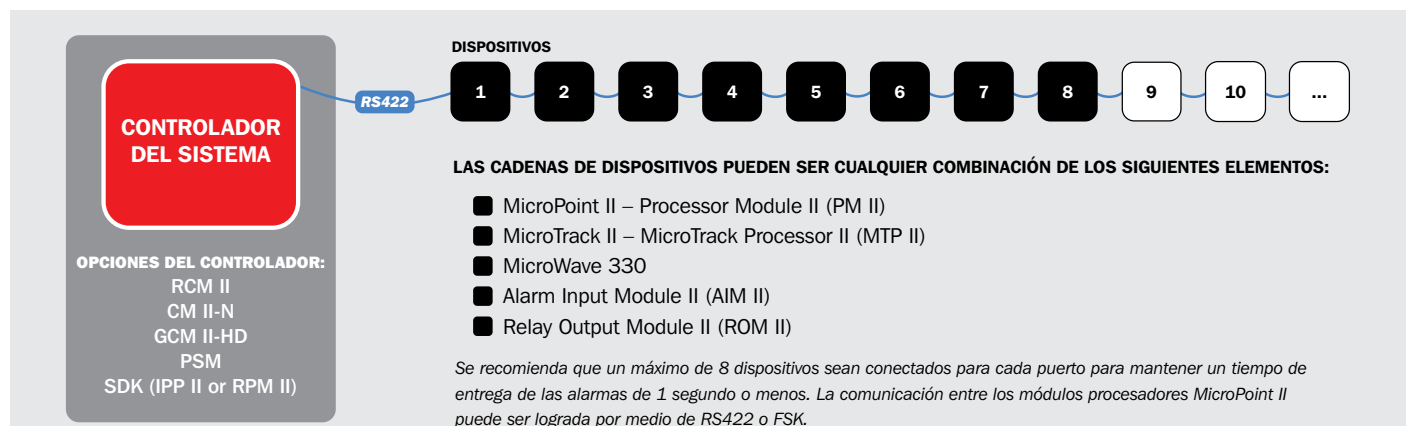 CONTROLADOR
DEL SISTEMA
OPCIONES DEL CONTROLADOR:
RCM II
CM II-N
GCM II-HD
PSM
SDK (IPP II or RPM II)
RS422
DISPOSITIVOS
1 2 3 4 5 6 7 8 9 10 ...
LAS CADENAS DE DISPOSITIVOS PUEDEN SER CUALQUIER COMBINACIÓN DE LOS SIGUIENTES ELEMENTOS:
MicroPoint II – Processor Module II (PM II)
MicroTrack II – MicroTrack Processor II (MTP II)
MicroWave 330
Alarm Input Module II (AIM II)
Relay Output Module II (ROM II)
Se recomienda que un máximo de 8 dispositivos sean conectados para cada puerto para mantener un tiempo de
entrega de las alarmas de 1 segundo o menos. La comunicación entre los módulos procesadores MicroPoint II
puede ser lograda por medio de RS422 o FSK.